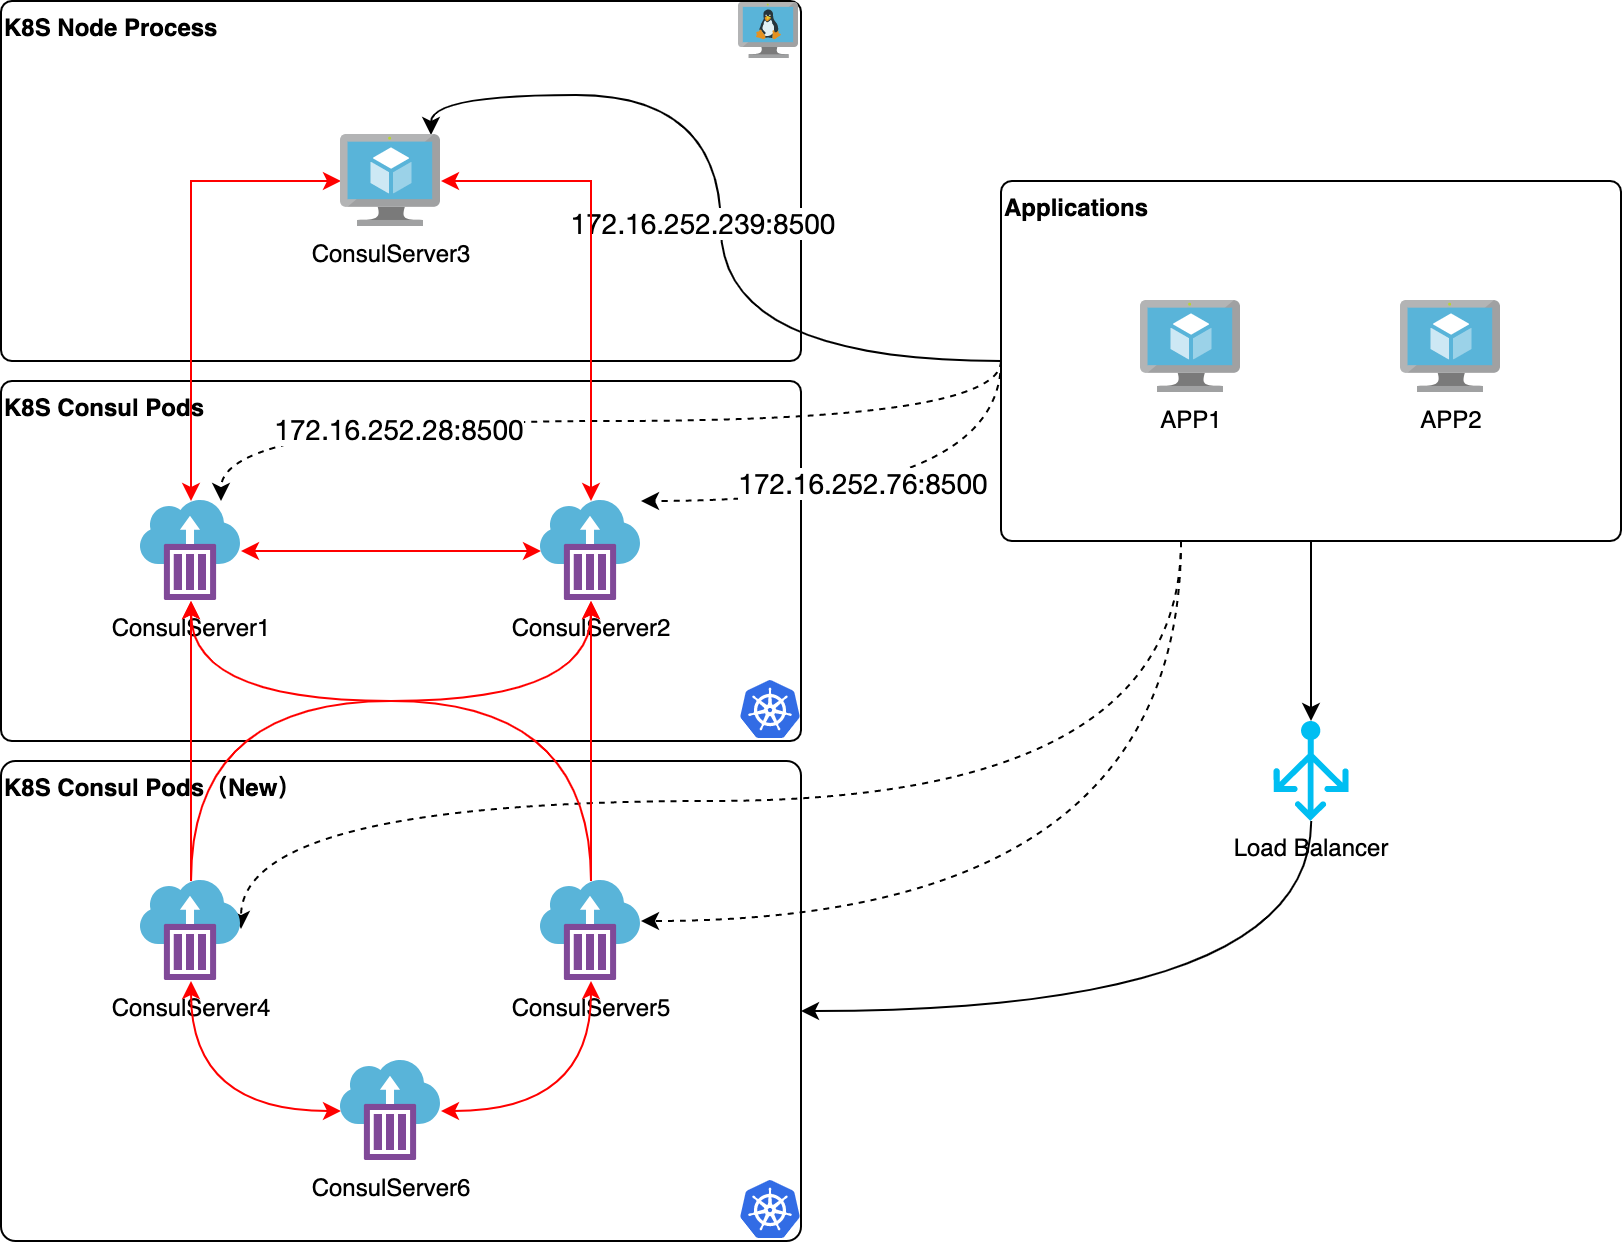 K8S Node Process
ConsulServer3
172.16.252.239:8500
Applications
APP1
APP2
K8S Consul Pods
172.16.252.28:8500
172.16.252.76:8500
ConsulServer1
ConsulServer2
K8S Consul Pods（New）
Load Balancer
ConsulServer4
ConsulServer5
ConsulServer6